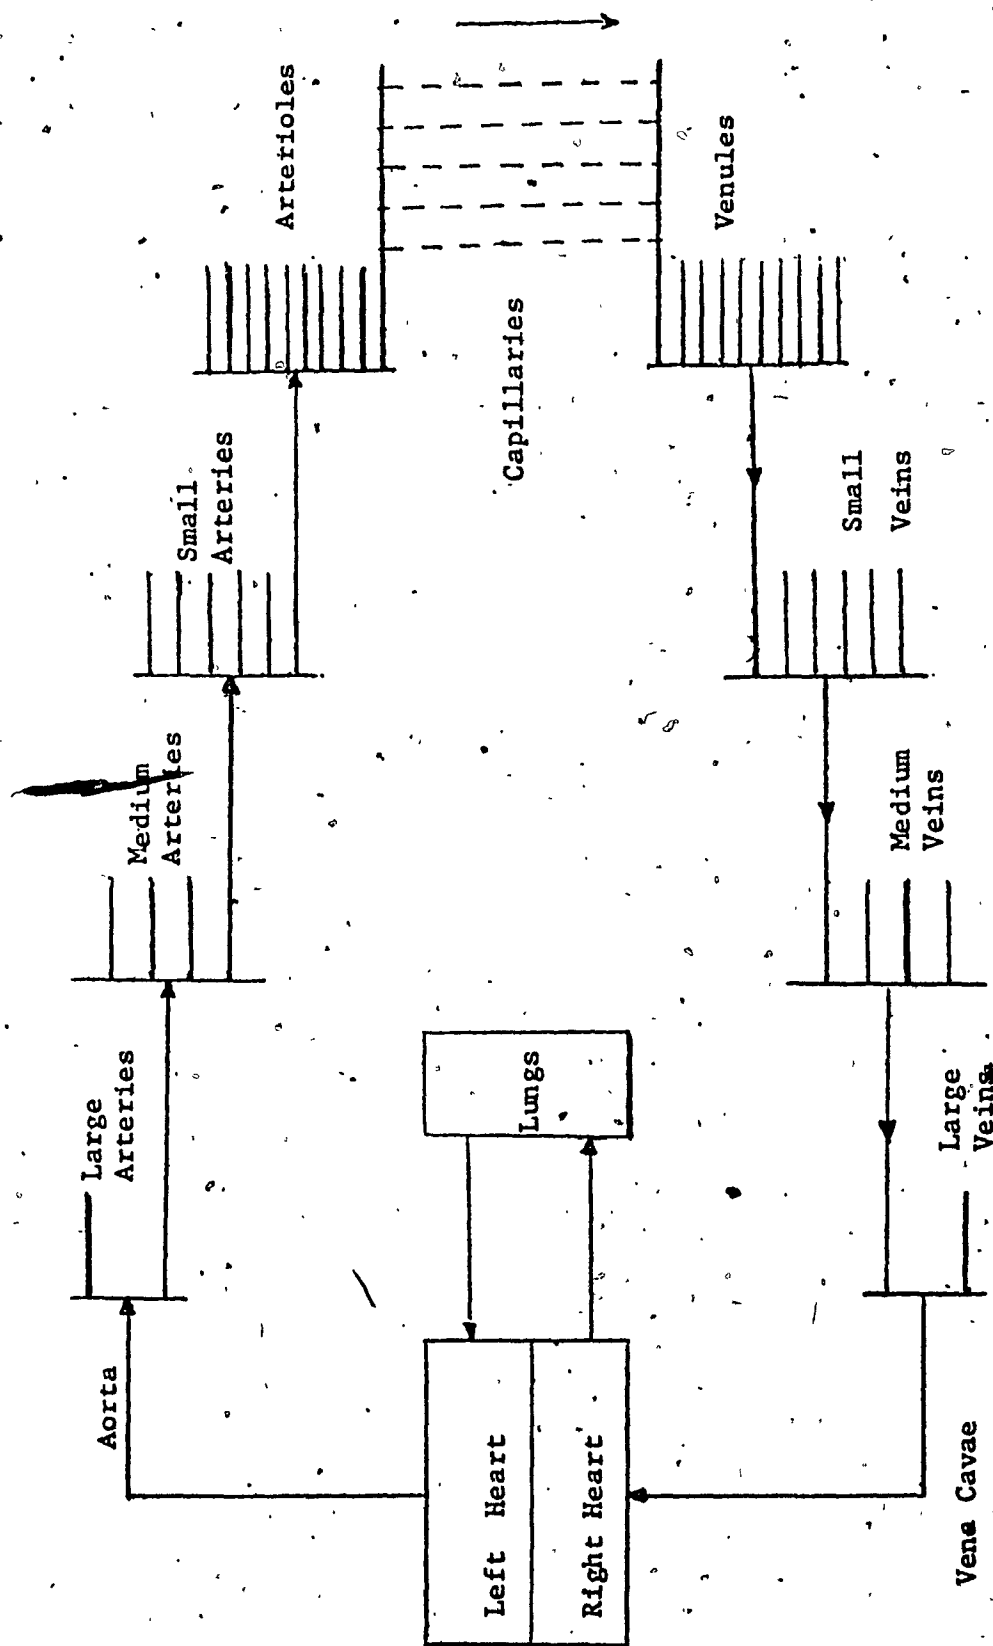 Aorta
Large
Arteries
Medium
Arteries
Small
Arteries
Arterioles
Capillaries
Left Heart
Right Heart
Lungs
Venules
Small
Veins
Medium
Veins
Large
Veins
Vena Cavae